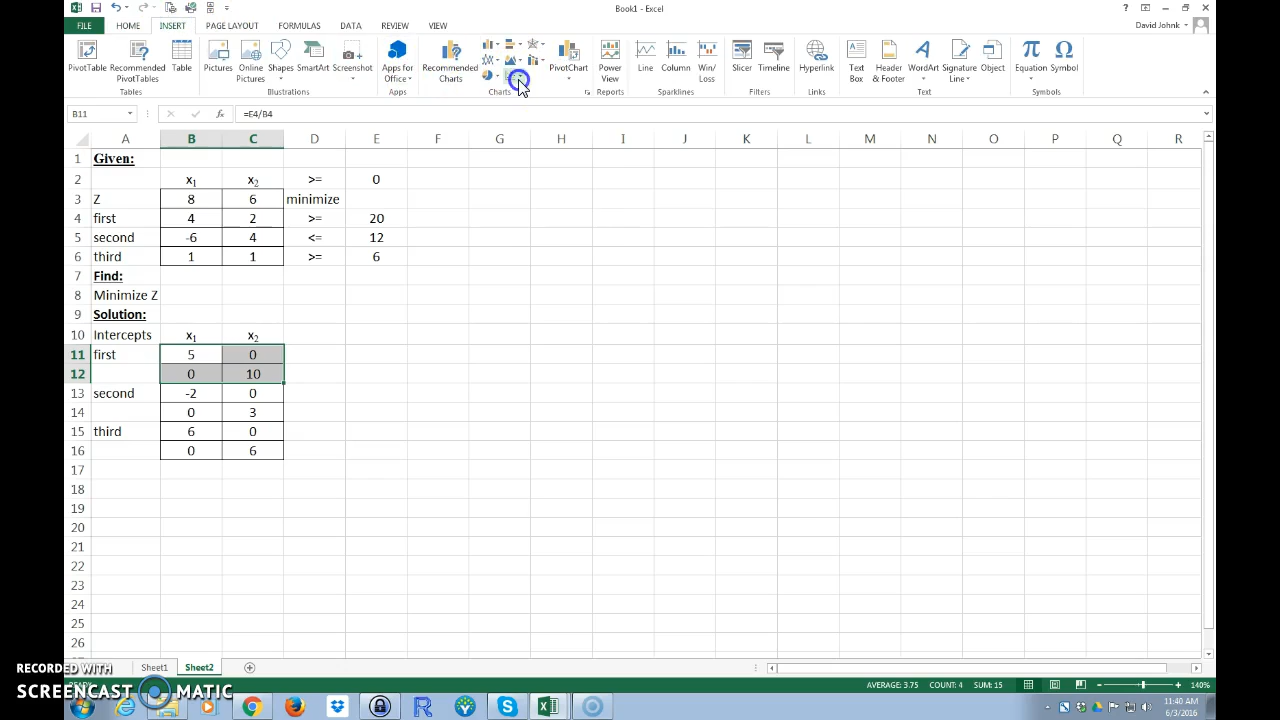 Book1 - Excel
David Johnk
FILE HOME INSERT PAGE LAYOUT FORMULAS DATA REVIEW VIEW
PivotTable Recommended PivotTables Table Pictures Online Pictures Shapes SmartArt Screenshot Apps for Office Recommended Charts PivotChart Power View Line Column Win/Loss Slicer Timeline Hyperlink Text Box Header & Footer WordArt Signature Line Object Equation Symbol
Tables Illustrations Apps Charts Reports Sparklines Filters Links Text Symbols
B11 fx =E4/B4
A B C D E F G H I J K L M N O P Q R
1 Given:
2 x₁ x₂ >= 0
3 Z 8 6 minimize
4 first 4 2 >= 20
5 second -6 4 <= 12
6 third 1 1 >= 6
7 Find:
8 Minimize Z
9 Solution:
10 Intercepts x₁ x₂
11 first 5 0
12 0 10
13 second -2 0
14 0 3
15 third 6 0
16 0 6
17
18
19
20
21
22
23
24
25
26
Sheet1 Sheet2
AVERAGE: 3.75 COUNT: 4 SUM: 15 140%
RECORDED WITH
SCREENCAST MATIC
11:40 AM
6/3/2016